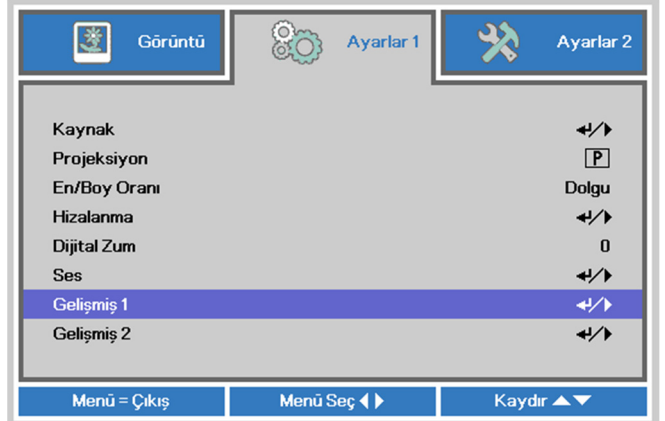 Görüntü Ayarlar 1 Ayarlar 2
Kaynak
Projeksiyon P
En/Boy Oranı Dolgu
Hizalanma
Dijital Zum 0
Ses
Gelişmiş 1
Gelişmiş 2
Menü = Çıkış Menü Seç Kaydır